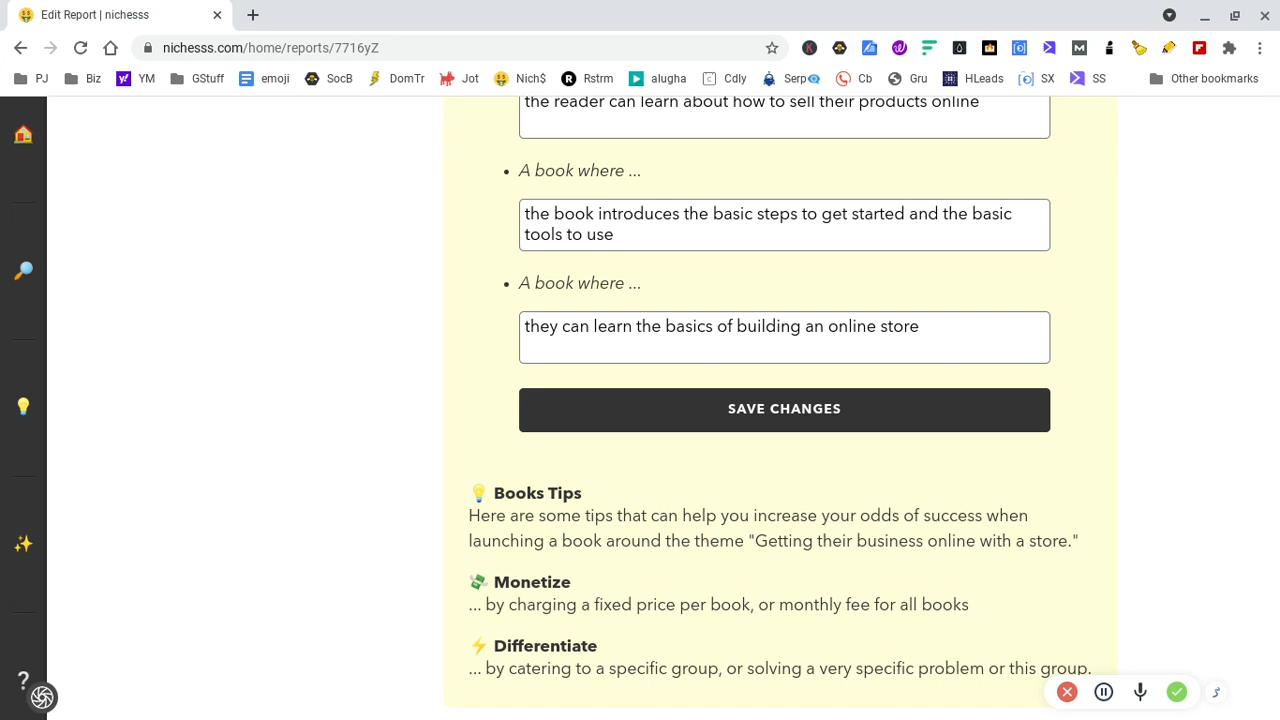 Edit Report | nichesss
nichesss.com/home/reports/7716yZ
PJ
Biz
YM
GStuff
emoji
SocB
DomTr
Jot
Nich$
Rstrm
alugha
Cdly
Serp
Cb
Gru
HLeads
SX
SS
Other bookmarks
the reader can learn about how to sell their products online
A book where ...
the book introduces the basic steps to get started and the basic
tools to use
A book where ...
they can learn the basics of building an online store
SAVE CHANGES
Books Tips
Here are some tips that can help you increase your odds of success when
launching a book around the theme "Getting their business online with a store."
Monetize
... by charging a fixed price per book, or monthly fee for all books
Differentiate
... by catering to a specific group, or solving a very specific problem or this group.
?